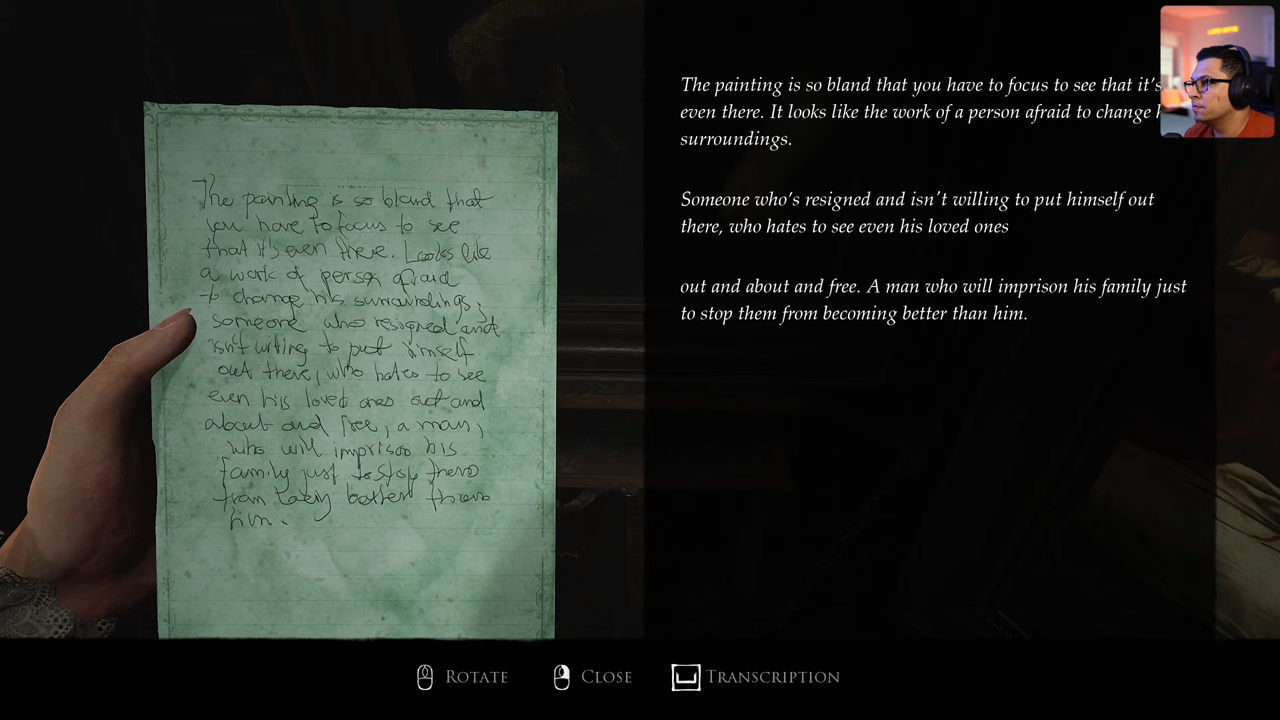 The painting is so bland that
you have to focus to see
that it's even there. Looks like
a work of person afraid
to change his surroundings,
someone who resigned and
isn't willing to put himself
out there, who hates to see
even his loved ones out and
about and free, a man,
who will imprison his
family just to stop them
from better
him.
The painting is so bland that you have to focus to see that it's
even there. It looks like the work of a person afraid to change
surroundings.
Someone who's resigned and isn't willing to put himself out
there, who hates to see even his loved ones
out and about and free. A man who will imprison his family just
to stop them from becoming better than him.
ROTATE
CLOSE
TRANSCRIPTION